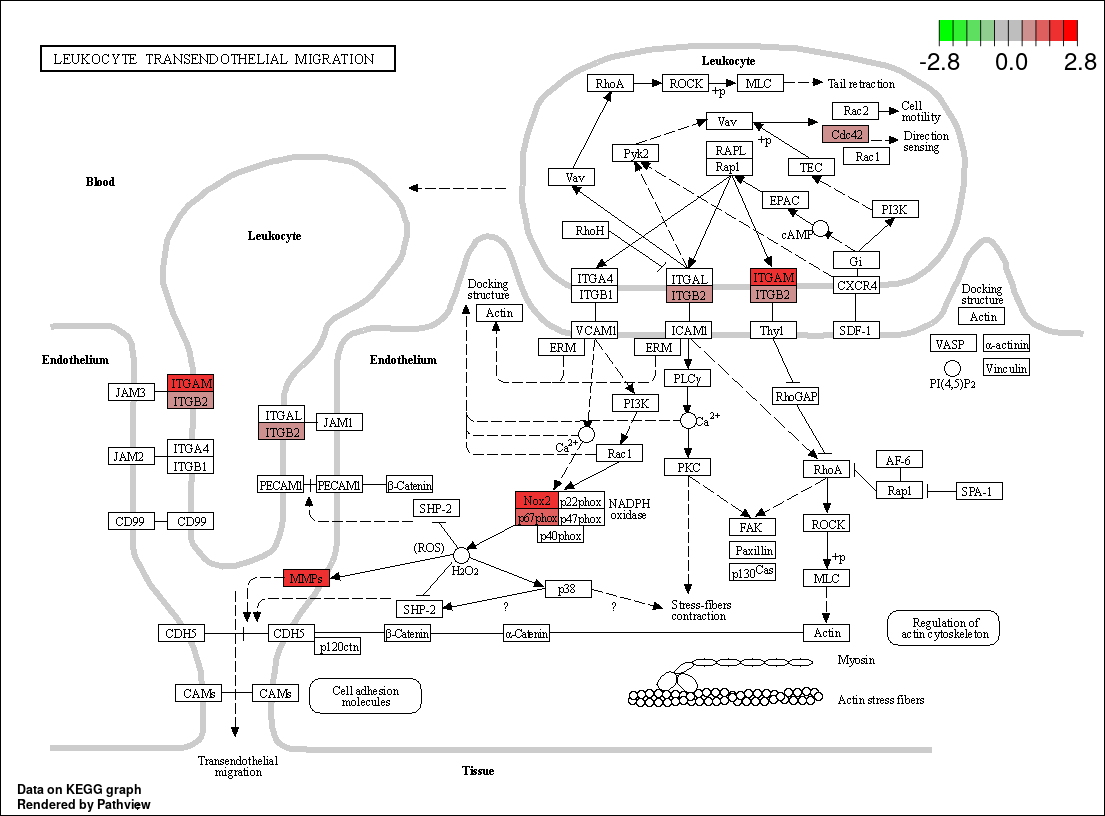 LEUKOCYTE TRANSENDOTHELIAL MIGRATION
-2.8 0.0 2.8
Leukocyte
RhoA ROCK +p MLC Tail retraction
Rac2 Cell
motility
Vav +p Cdc42 Direction
sensing
Rac1
Pyk2 RAPL
Rap1 TEC
Vav
EPAC PI3K
RhoH cAMP
Gi
ITGA4 ITGAL ITGAM CXCR4
ITGB1 ITGB2 ITGB2
VCAM1 ICAM1 Thy1 SDF-1
Blood
Leukocyte
Docking
structure
Actin
Docking
structure
Actin
VASP α-actinin
Vinculin
PI(4,5)P2
Endothelium
Endothelium
ERM ERM
PLCγ
PI3K RhoGAP
Ca2+
Ca2+
Rac1
PKC RhoA AF-6
Rap1 SPA-1
JAM3 ITGAM
ITGB2
ITGAL JAM1
ITGB2
JAM2 ITGA4
ITGB1
PECAM1 PECAM1 β-Catenin
CD99 CD99
SHP-2
Nox2 p22phox NADPH
p67phox p47phox oxidase
p40phox
FAK ROCK
Paxillin
p130Cas
+p
MLC
(ROS)
H2O2
MMPs
p38
SHP-2 ? ? Stress-fibers
contraction
CDH5 CDH5 β-Catenin α-Catenin Actin
p120ctn
Regulation of
actin cytoskeleton
Myosin
CAMs CAMs Cell adhesion
molecules
Actin stress fibers
Transendothelial
migration
Tissue
Data on KEGG graph
Rendered by Pathview